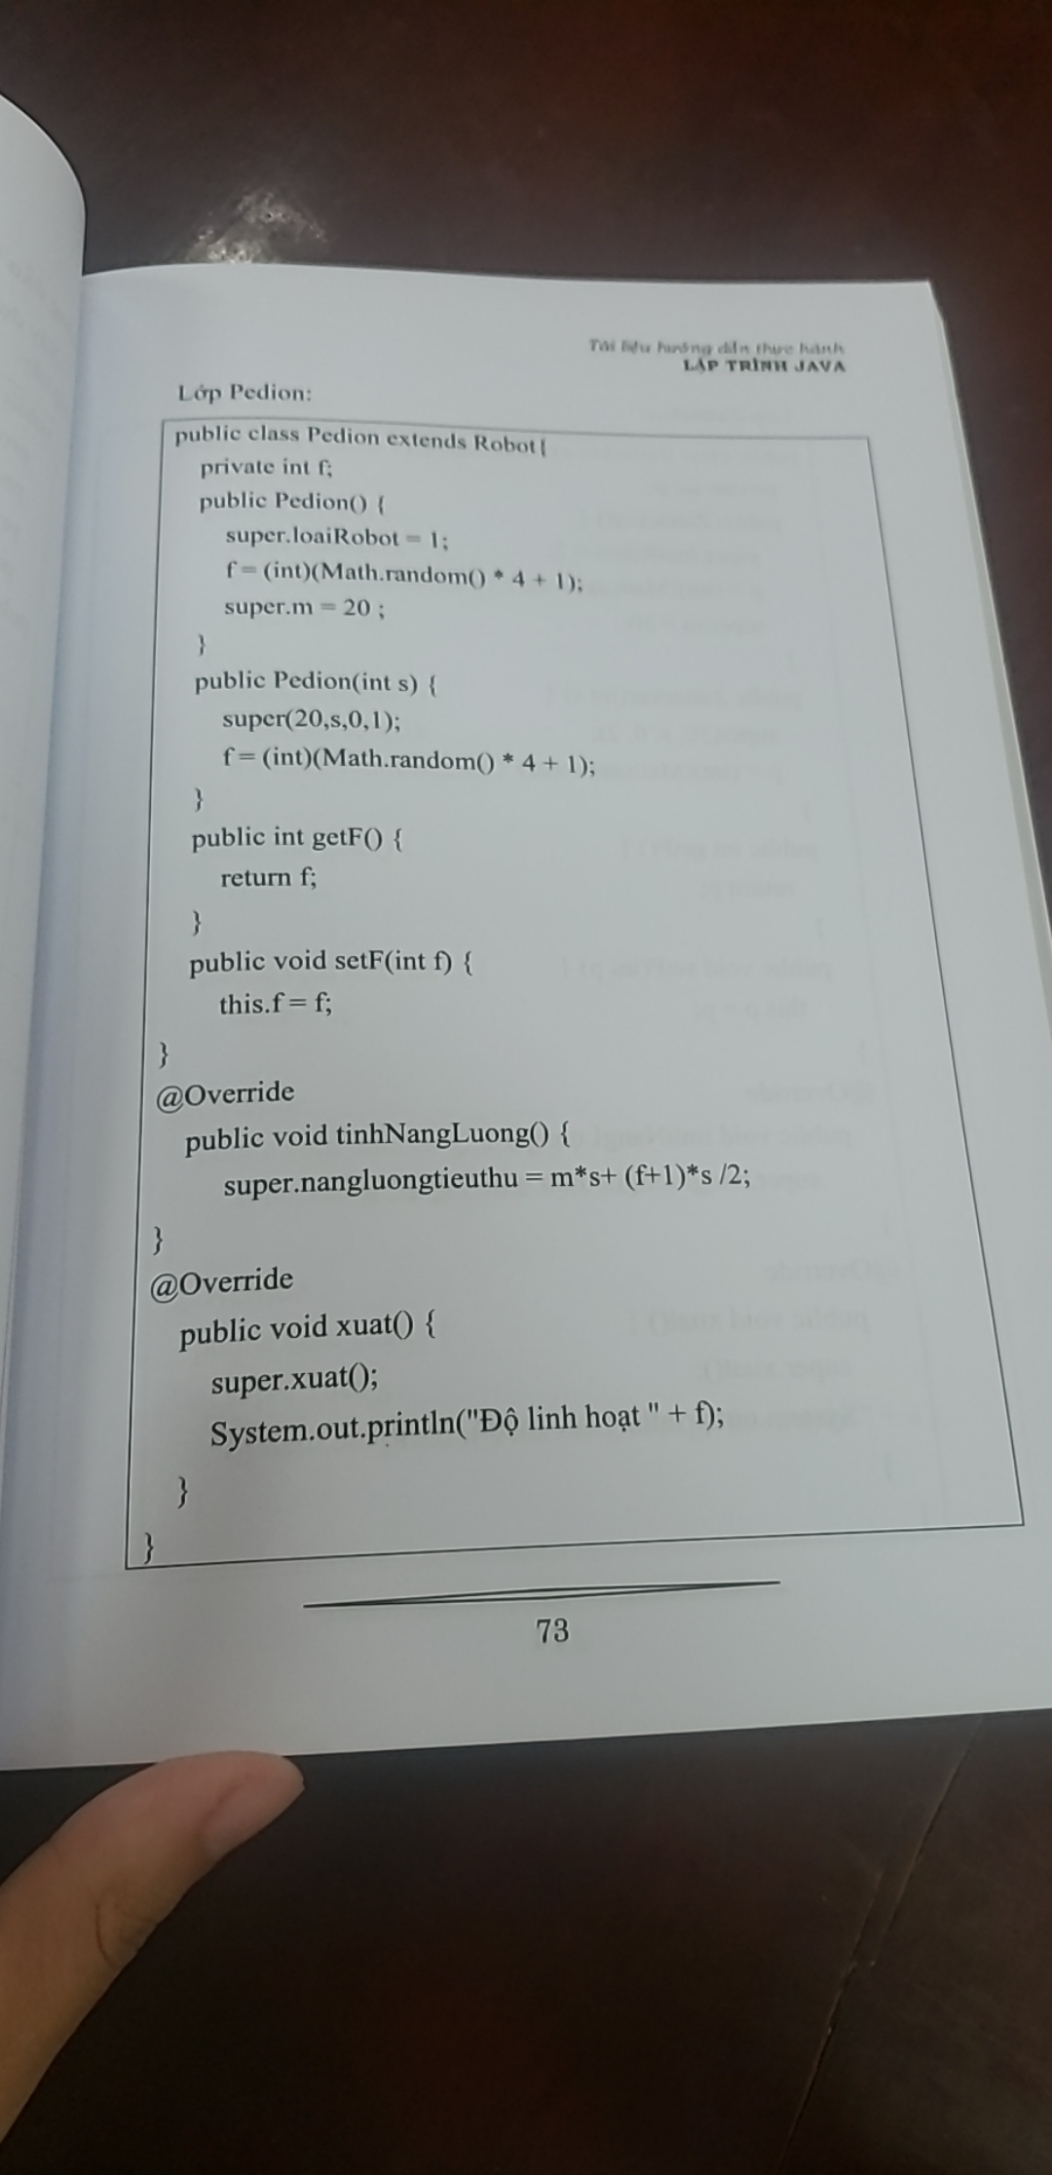 Tài liệu hướng dẫn thực hành
LẬP TRÌNH JAVA
Lớp Pedion:
public class Pedion extends Robot{
private int f;
public Pedion() {
super.loaiRobot = 1;
f = (int)(Math.random() * 4 + 1);
super.m = 20 ;
}
public Pedion(int s) {
super(20,s,0,1);
f = (int)(Math.random() * 4 + 1);
}
public int getF() {
return f;
}
public void setF(int f) {
this.f = f;
}
@Override
public void tinhNangLuong() {
super.nangluongtieuthu = m*s+ (f+1)*s /2;
}
@Override
public void xuat() {
super.xuat();
System.out.println("Độ linh hoạt " + f);
}
}
73